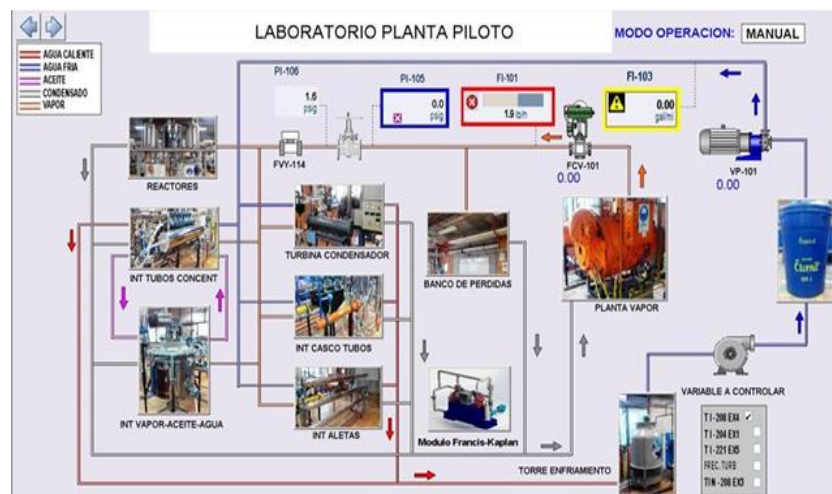 LABORATORIO PLANTA PILOTO
MODO OPERACION: MANUAL
AGUA CALIENTE
AGUA FRIA
ACEITE
CONDENSADO
VAPOR
PI-106
1.6
psig
PI-105
0.0
psig
FI-101
1.9 lb/h
FI-103
0.00
gal/mi
REACTORES
FVY-114
FCV-101
0.00
VP-101
0.00
INT TUBOS CONCENT
TURBINA CONDENSADOR
BANCO DE PERDIDAS
PLANTA VAPOR
Eternit
INT CASCO TUBOS
INT VAPOR-ACEITE-AGUA
INT ALETAS
Modulo Francis-Kaplan
TORRE ENFRIAMIENTO
VARIABLE A CONTROLAR
TI-208 EX4
TI-204 EX1
TI-221 EX5
FREC. TURB
TIN-208 EX3